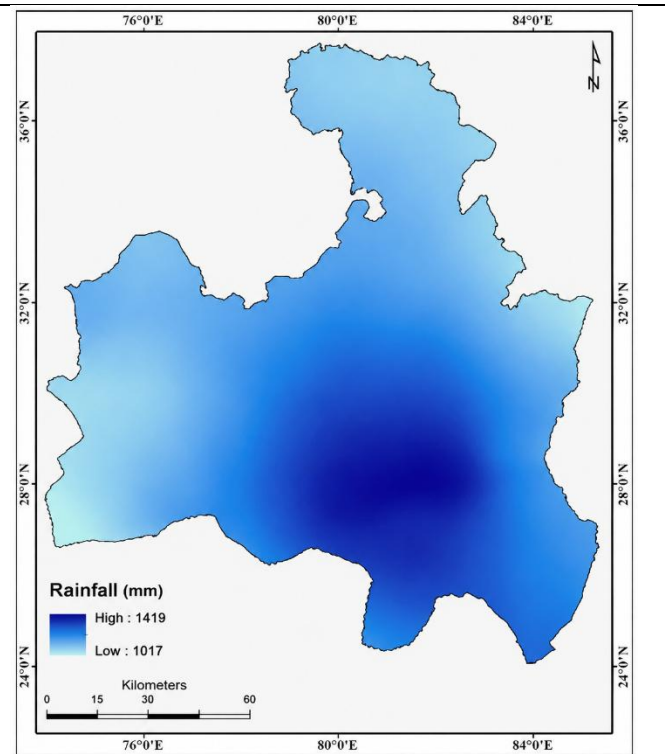 76°0'E 80°0'E 84°0'E
N
36°0'N 36°0'N
32°0'N 32°0'N
28°0'N 28°0'N
24°0'N 24°0'N
Rainfall (mm)
High : 1419
Low : 1017
Kilometers
0 15 30 60
76°0'E 80°0'E 84°0'E